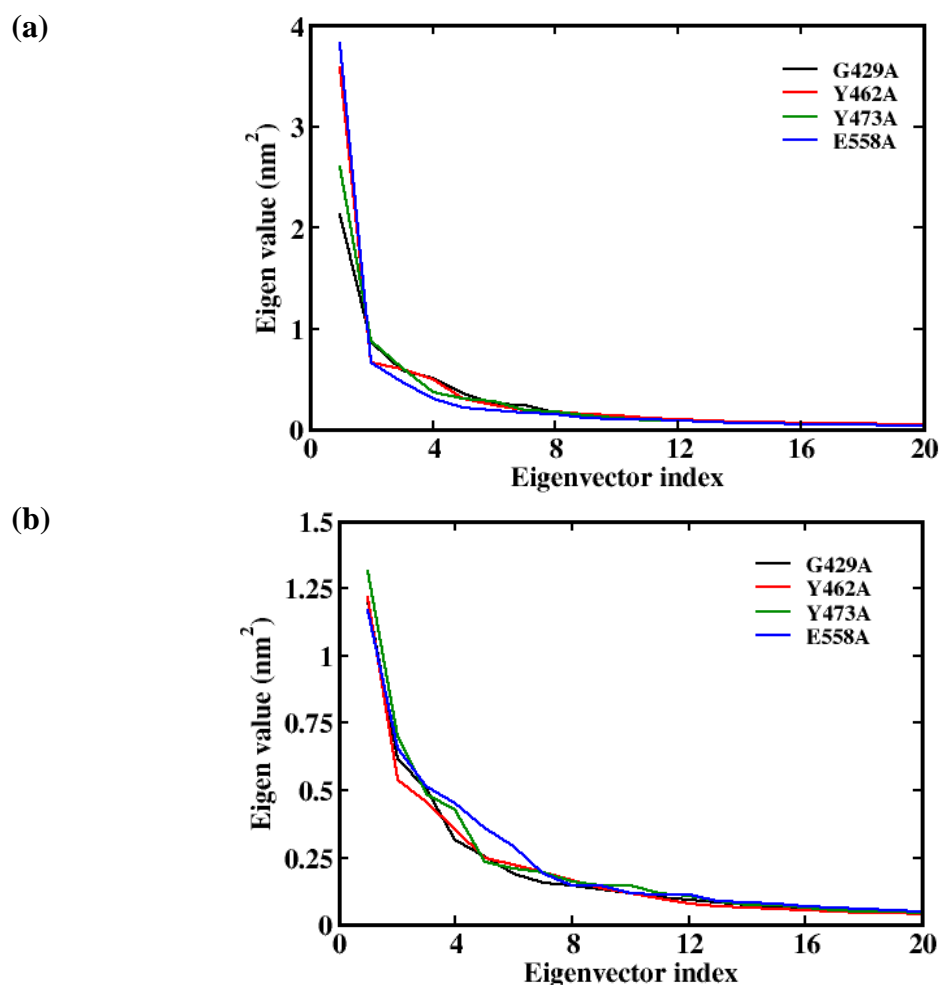 (a)
4
3
2
1
0
Eigen value (nm²)
G429A
Y462A
Y473A
E558A
0 4 8 12 16 20
Eigenvector index
(b)
1.5
1.25
1
0.75
0.5
0.25
0
Eigen value (nm²)
G429A
Y462A
Y473A
E558A
0 4 8 12 16 20
Eigenvector index